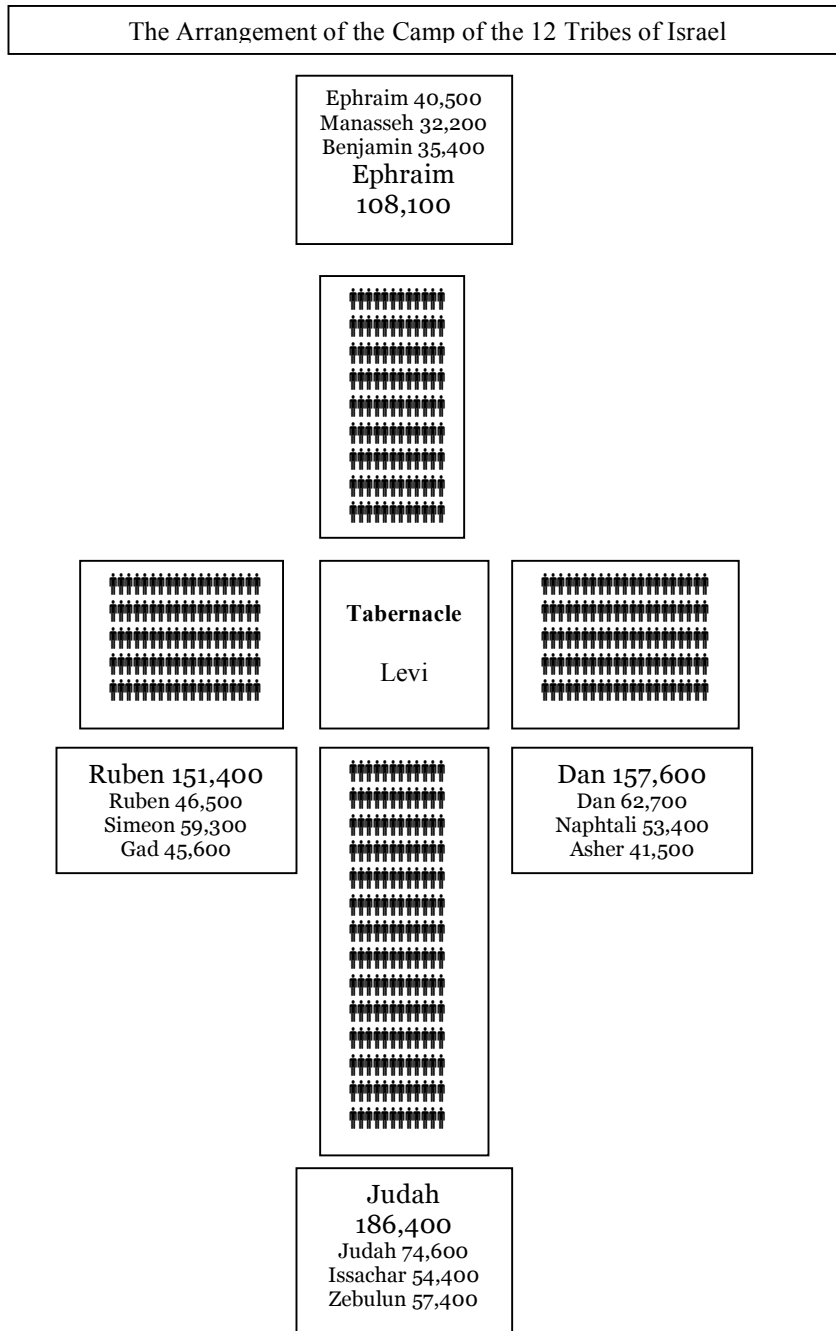 The Arrangement of the Camp of the 12 Tribes of Israel
Ephraim 40,500
Manasseh 32,200
Benjamin 35,400
Ephraim
108,100
Tabernacle
Levi
Ruben 151,400
Ruben 46,500
Simeon 59,300
Gad 45,600
Dan 157,600
Dan 62,700
Naphtali 53,400
Asher 41,500
Judah
186,400
Judah 74,600
Issachar 54,400
Zebulun 57,400